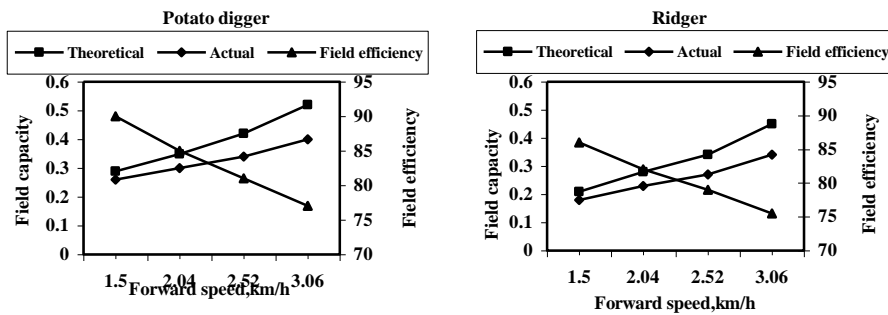 Potato digger
Theoretical Actual Field efficiency
0.6
0.5
0.4
0.3
0.2
0.1
0
Field capacity
95
90
85
80
75
70
Field efficiency
1.5 2.04 2.52 3.06
Forward speed,km/h
Ridger
Theoretical Actual Field efficiency
0.6
0.5
0.4
0.3
0.2
0.1
0
Field capacity
95
90
85
80
75
70
Field efficiency
1.5 2.04 2.52 3.06
Forward speed,km/h